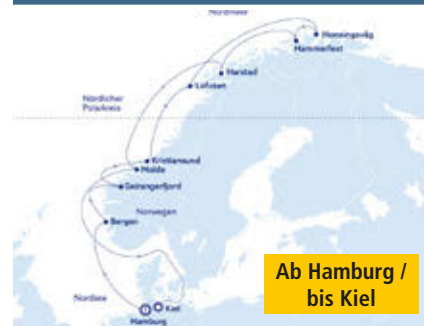 Nordmeer
Honningsvåg
Hammerfest
Harstad
Lofoten
Nördlicher
Polarkreis
Kristiansund
Molde
Geirangerfjord
Norwegen
Bergen
Ab Hamburg /
bis Kiel
Nordsee
Kiel
Hamburg